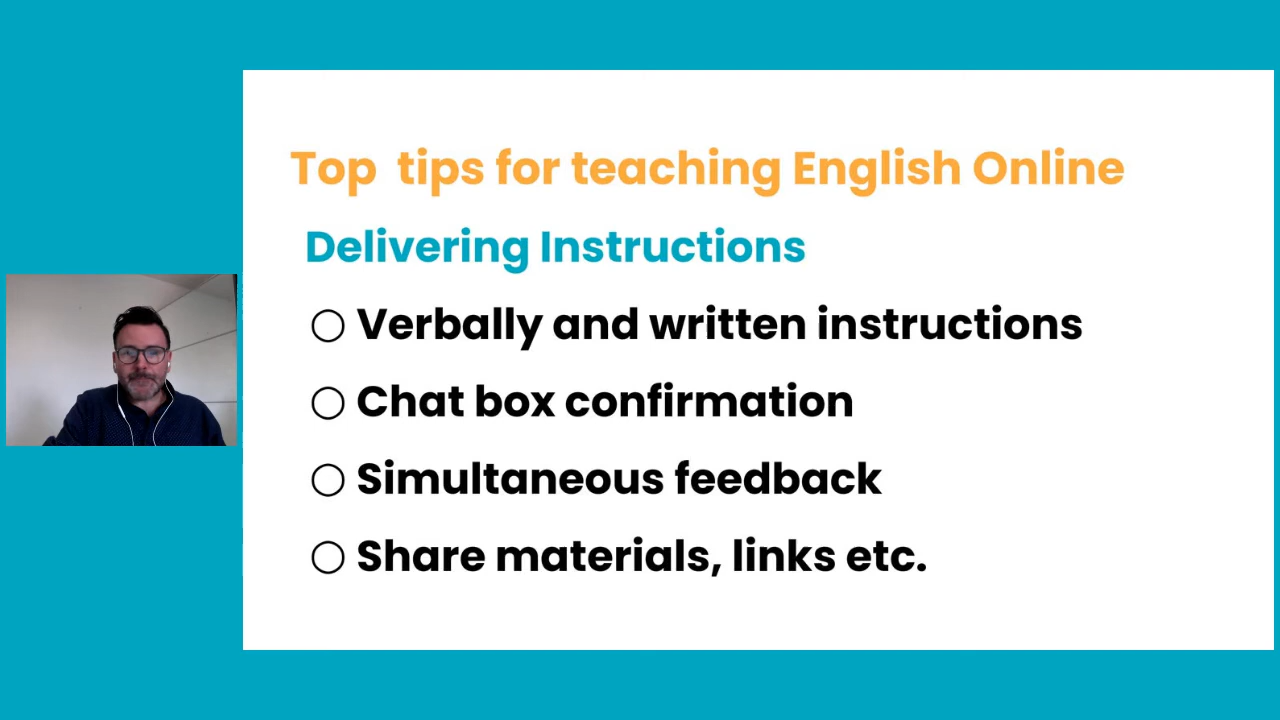 Top tips for teaching English Online
Delivering Instructions
Verbally and written instructions
Chat box confirmation
Simultaneous feedback
Share materials, links etc.